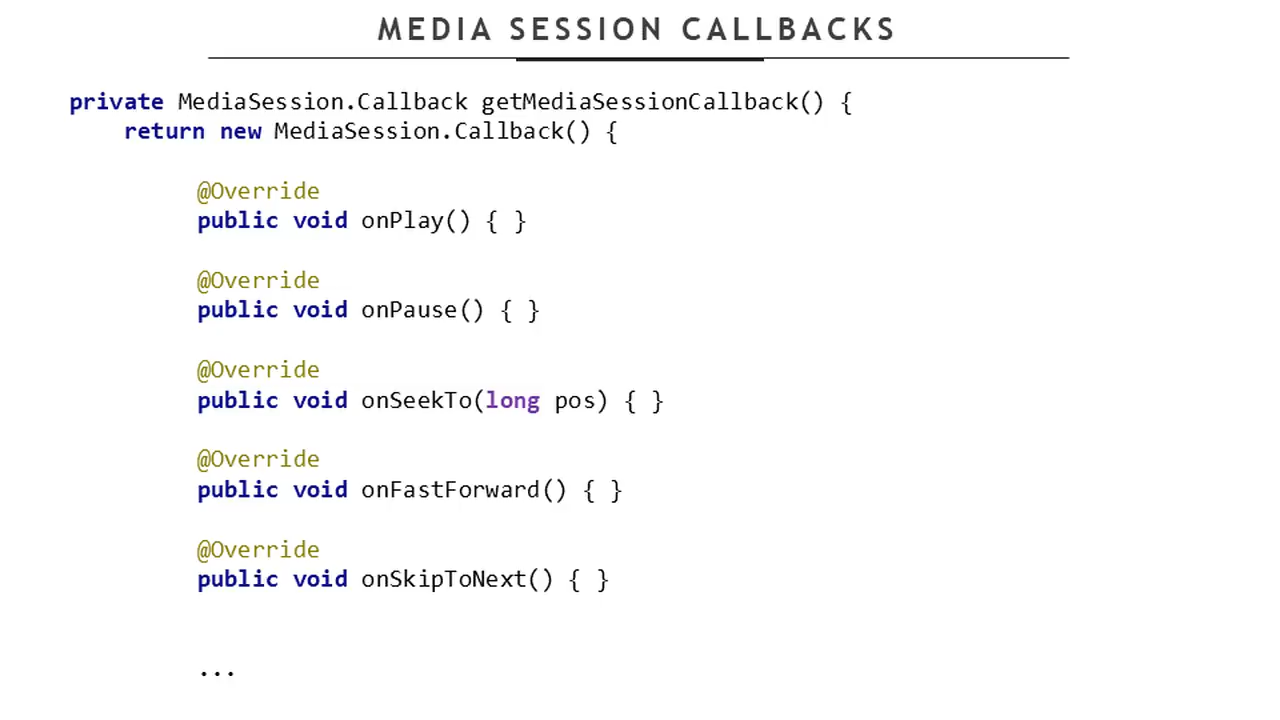 MEDIA SESSION CALLBACKS
private MediaSession.Callback getMediaSessionCallback() {
return new MediaSession.Callback() {
@Override
public void onPlay() { }
@Override
public void onPause() { }
@Override
public void onSeekTo(long pos) { }
@Override
public void onFastForward() { }
@Override
public void onSkipToNext() { }
...